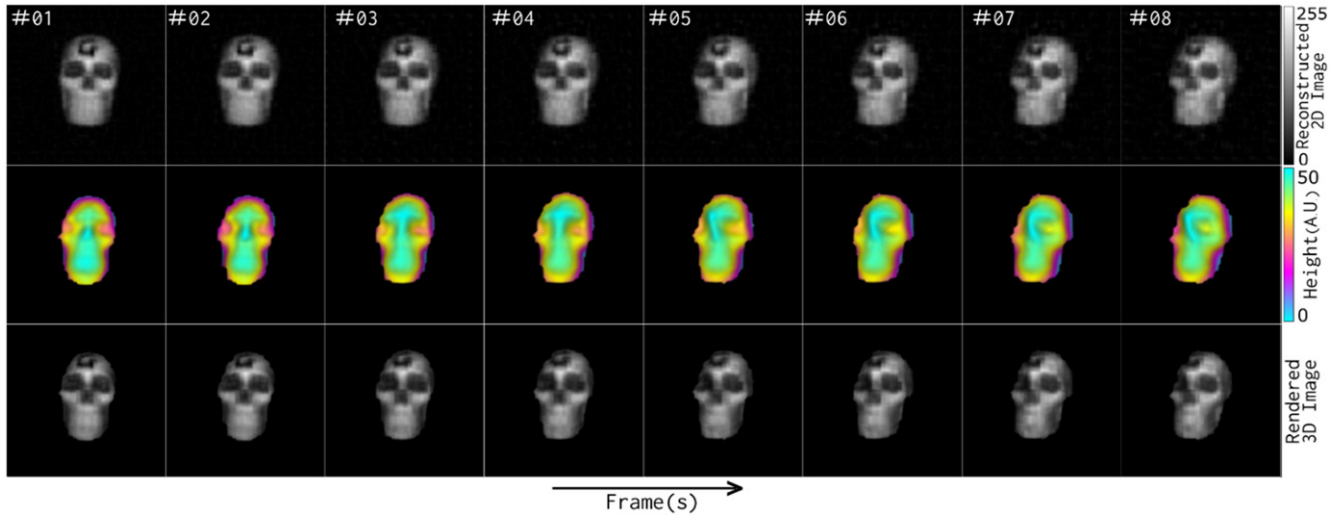 #01 #02 #03 #04 #05 #06 #07 #08
255
Reconstructed
2D Image
0
50
Height(AU)
0
Rendered
3D Image
Frame(s)